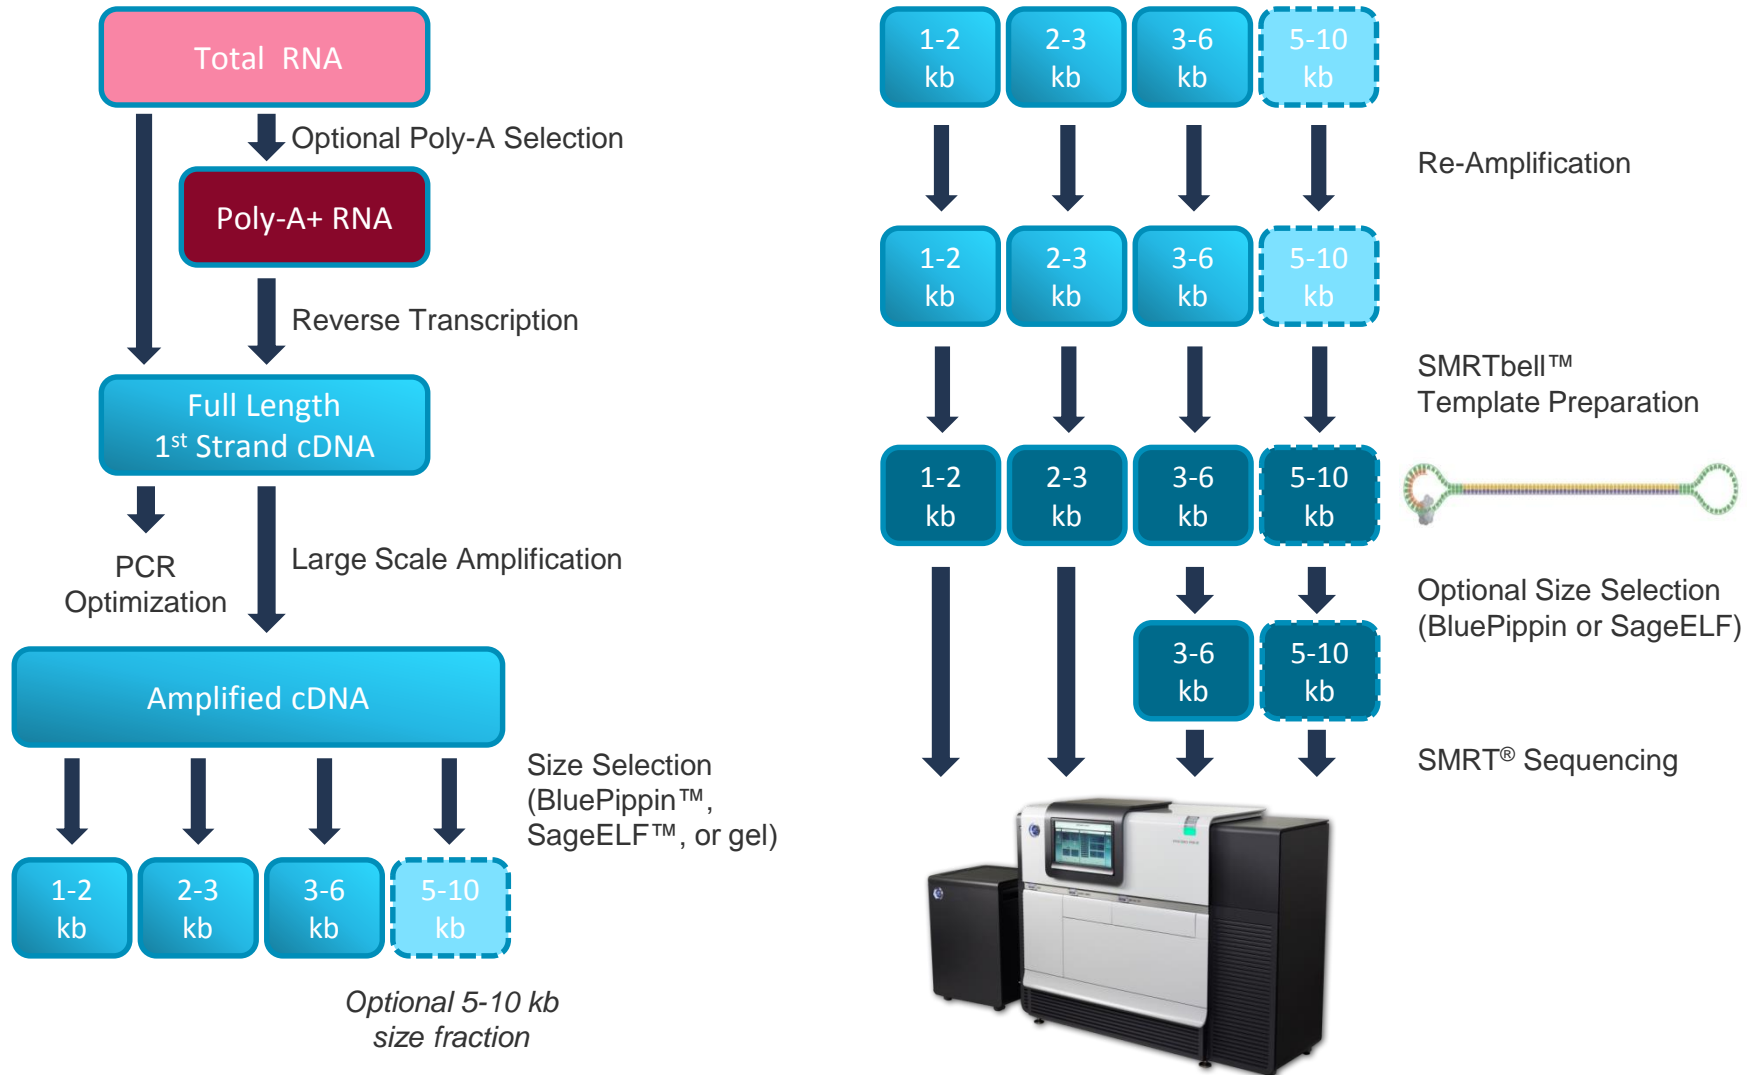 Total RNA
Optional Poly-A Selection
Poly-A+ RNA
Reverse Transcription
Full Length
1st Strand cDNA
PCR
Optimization
Large Scale Amplification
Amplified cDNA
Size Selection
(BluePippin™,
SageELF™, or gel)
1-2
kb
2-3
kb
3-6
kb
5-10
kb
Optional 5-10 kb
size fraction
1-2
kb
2-3
kb
3-6
kb
5-10
kb
Re-Amplification
1-2
kb
2-3
kb
3-6
kb
5-10
kb
SMRTbell™
Template Preparation
1-2
kb
2-3
kb
3-6
kb
5-10
kb
Optional Size Selection
(BluePippin or SageELF)
3-6
kb
5-10
kb
SMRT® Sequencing